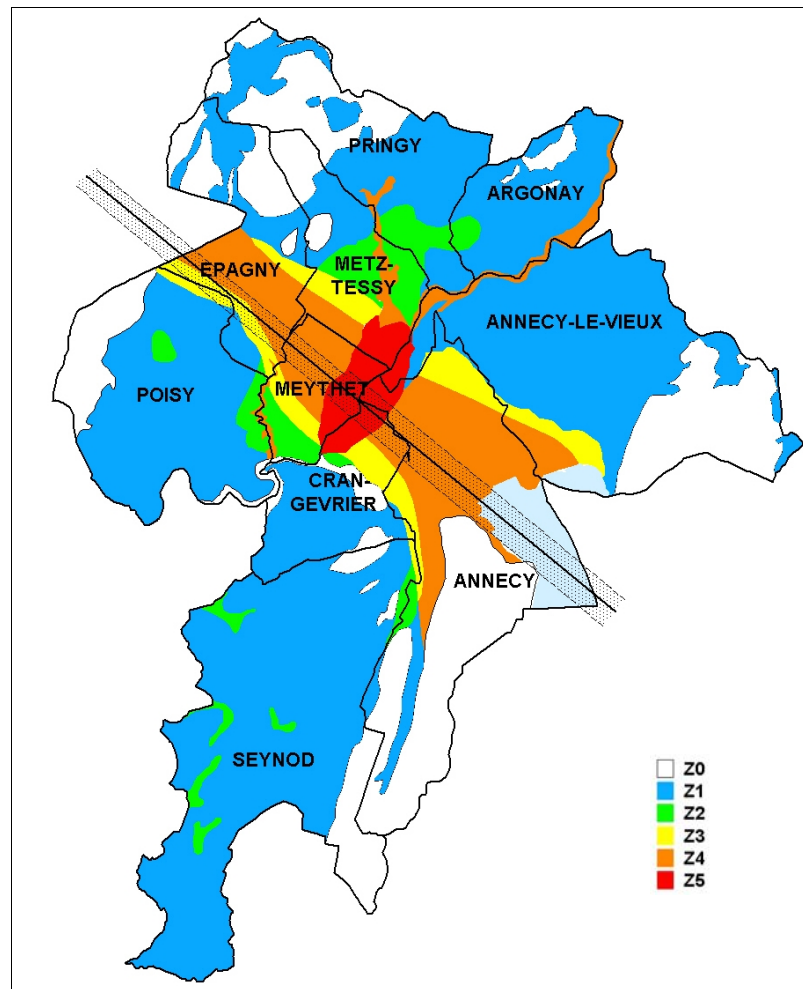 PRINGY
ARGONAY
EPAGNY
METZ-
TESSY
ANNECY-LE-VIEUX
POISY
MEYTHET
CRAN-
GEVRIER
ANNECY
SEYNOD
Z0
Z1
Z2
Z3
Z4
Z5